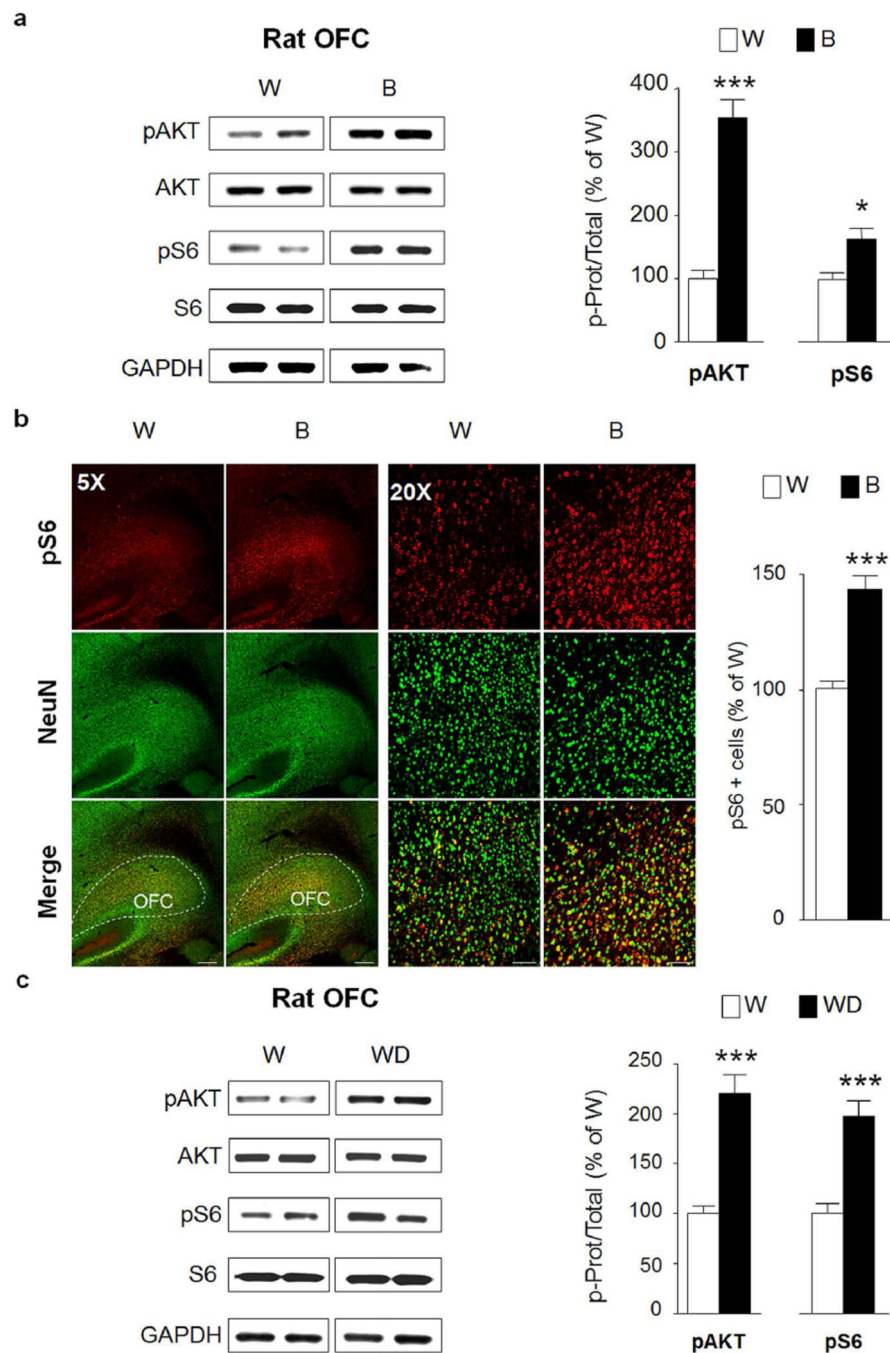 a
Rat OFC
W B
pAKT
AKT
pS6
S6
GAPDH
W B
p-Prot/Total (% of W)
400
300
200
100
0
***
*
pAKT pS6
b
W B W B
5X 20X
pS6
NeuN
Merge
OFC OFC
W B
pS6 + cells (% of W)
150
100
50
0
***
c
Rat OFC
W WD
pAKT
AKT
pS6
S6
GAPDH
W WD
p-Prot/Total (% of W)
250
200
150
100
50
0
***
***
pAKT pS6